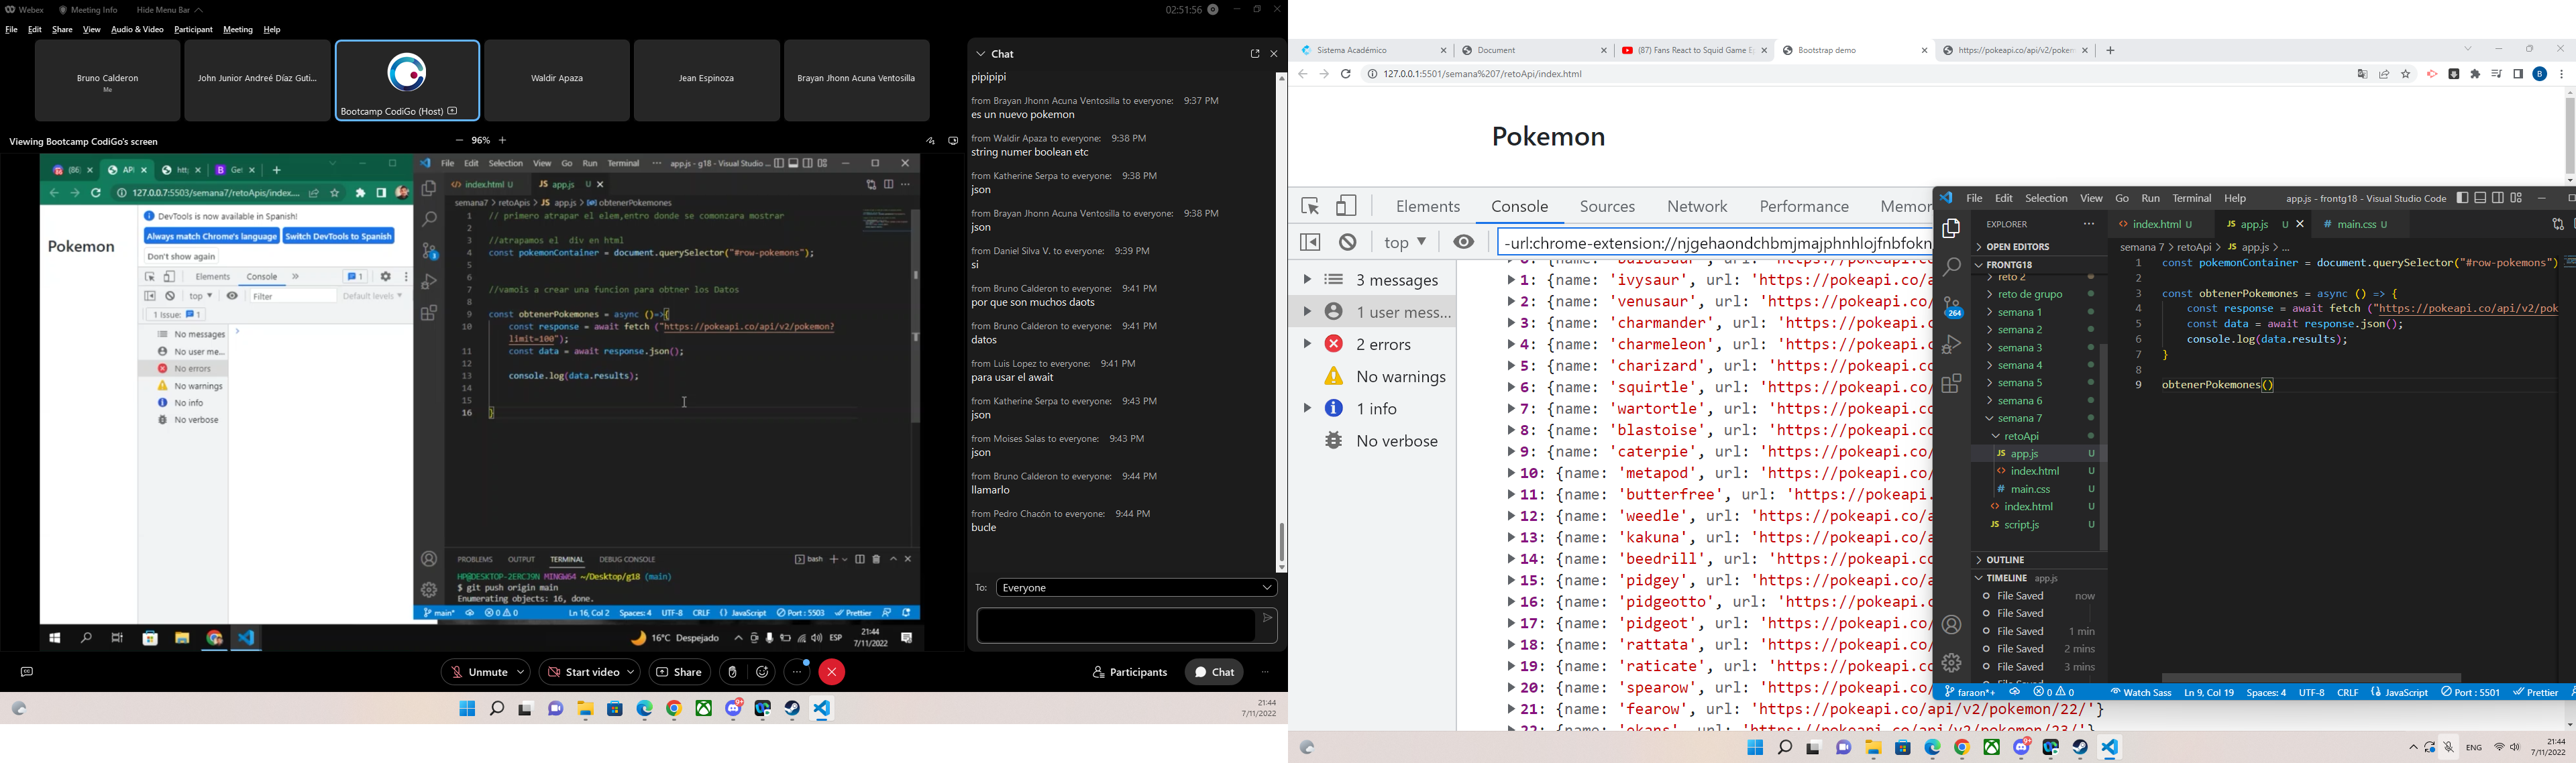 Webex
Meeting Info
Hide Menu Bar
02:51:56
File Edit Share View Audio & Video Participant Meeting Help
Bruno Calderon
Me
John Junior Andreé Díaz Guti...
Bootcamp CodiGo (Host)
Waldir Apaza
Jean Espinoza
Brayan Jhonn Acuna Ventosilla
Viewing Bootcamp CodiGo's screen
96%
127.0.0.7:5503/semana7/retoApis/index....
Pokemon
DevTools is now available in Spanish!
Always match Chrome's language
Switch DevTools to Spanish
Don't show again
Elements Console
top
Filter
Default levels
1 Issue: 1
No messages
No user me...
No errors
No warnings
No info
No verbose
File Edit Selection View Go Run Terminal ··· app.js - g18 - Visual Studio ...
index.html U
JS app.js U
semana7 > retoApis > JS app.js > obtenerPokemones
1 // primero atrapar el elem,entro donde se comonzara mostrar
2
3 //atrapamos el div en html
4 const pokemonContainer = document.querySelector("#row-pokemons");
5
6
7 //vamois a crear una funcion para obtner los Datos
8
9 const obtenerPokemones = async ()=>{
10 const response = await fetch ("https://pokeapi.co/api/v2/pokemon?
limit=100");
11 const data = await response.json();
12
13 console.log(data.results);
14
15
16 }
PROBLEMS OUTPUT TERMINAL DEBUG CONSOLE
bash
HP@DESKTOP-2ERCJ9N MINGW64 ~/Desktop/g18 (main)
$ git push origin main
Enumerating objects: 16, done.
main* 0 0 Ln 16, Col 2 Spaces: 4 UTF-8 CRLF JavaScript Port : 5503 Prettier
16°C Despejado
ESP
21:44
7/11/2022
Unmute
Start video
Share
Participants
Chat
Chat
pipipipi
from Brayan Jhonn Acuna Ventosilla to everyone: 9:37 PM
es un nuevo pokemon
from Waldir Apaza to everyone: 9:38 PM
string numer boolean etc
from Katherine Serpa to everyone: 9:38 PM
json
from Brayan Jhonn Acuna Ventosilla to everyone: 9:38 PM
json
from Daniel Silva V. to everyone: 9:39 PM
si
from Bruno Calderon to everyone: 9:41 PM
por que son muchos daots
from Bruno Calderon to everyone: 9:41 PM
datos
from Luis Lopez to everyone: 9:41 PM
para usar el await
from Katherine Serpa to everyone: 9:43 PM
json
from Moises Salas to everyone: 9:43 PM
json
from Bruno Calderon to everyone: 9:44 PM
llamarlo
from Pedro Chacón to everyone: 9:44 PM
bucle
To: Everyone
21:44
7/11/2022
Sistema Académico
Document
(87) Fans React to Squid Game E
Bootstrap demo
https://pokeapi.co/api/v2/pokem
127.0.0.1:5501/semana%207/retoApi/index.html
Pokemon
Elements Console Sources Network Performance Memor
top
-url:chrome-extension://njgehaondchbmjmajphnhlojfnbfokn
3 messages
1 user mess...
2 errors
No warnings
1 info
No verbose
1: {name: 'ivysaur', url: 'https://pokeapi.c
2: {name: 'venusaur', url: 'https://pokeapi.
3: {name: 'charmander', url: 'https://pokeap
4: {name: 'charmeleon', url: 'https://pokeap
5: {name: 'charizard', url: 'https://pokeapi
6: {name: 'squirtle', url: 'https://pokeapi.
7: {name: 'wartortle', url: 'https://pokeapi
8: {name: 'blastoise', url: 'https://pokeapi
9: {name: 'caterpie', url: 'https://pokeapi.
10: {name: 'metapod', url: 'https://pokeapi.
11: {name: 'butterfree', url: 'https://pokea
12: {name: 'weedle', url: 'https://pokeapi.c
13: {name: 'kakuna', url: 'https://pokeapi.c
14: {name: 'beedrill', url: 'https://pokeapi
15: {name: 'pidgey', url: 'https://pokeapi.c
16: {name: 'pidgeotto', url: 'https://pokeap
17: {name: 'pidgeot', url: 'https://pokeapi.
18: {name: 'rattata', url: 'https://pokeapi.
19: {name: 'raticate', url: 'https://pokeapi
20: {name: 'spearow', url: 'https://pokeapi.
21: {name: 'fearow', url: 'https://pokeapi.co/api/v2/pokemon/22/'}
22: {name: 'ekans', url: 'https://pokeapi.co/api/v2/pokemon/23/'}
File Edit Selection View Go Run Terminal Help app.js - frontg18 - Visual Studio Code
EXPLORER
OPEN EDITORS
FRONTG18
reto 2
reto de grupo
semana 1
semana 2
semana 3
semana 4
semana 5
semana 6
semana 7
retoApi
JS app.js U
index.html U
# main.css U
index.html U
JS script.js U
OUTLINE
TIMELINE app.js
File Saved now
File Saved
File Saved 1 min
File Saved 2 mins
File Saved 3 mins
264
index.html U
JS app.js U
# main.css U
semana 7 > retoApi > JS app.js > ...
1 const pokemonContainer = document.querySelector("#row-pokemons")
2
3 const obtenerPokemones = async () => {
4 const response = await fetch ("https://pokeapi.co/api/v2/pok
5 const data = await response.json();
6 console.log(data.results);
7 }
8
9 obtenerPokemones()
faraon*+ 0 0 Watch Sass Ln 9, Col 19 Spaces: 4 UTF-8 CRLF JavaScript Port : 5501 Prettier
ENG
21:44
7/11/2022